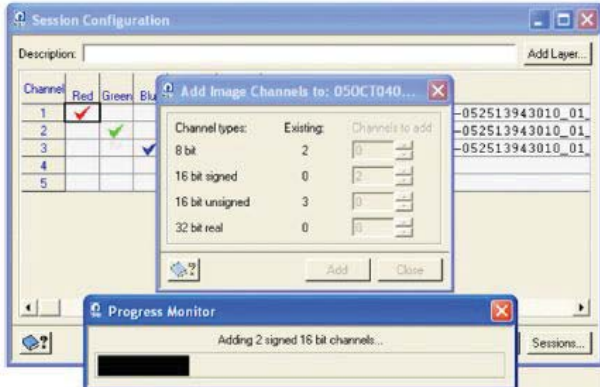 Session Configuration
Description:
Add Layer...
Channel Red Green Blu
1
2
3
4
5
-052513943010_01_
-052513943010_01_
-052513943010_01_
Add Image Channels to: 05OCT040...
Channel types: Existing: Channels to add
8 bit 2 0
16 bit signed 0 2
16 bit unsigned 3 0
32 bit real 0 0
Add Close
Progress Monitor
Adding 2 signed 16 bit channels...
Sessions...